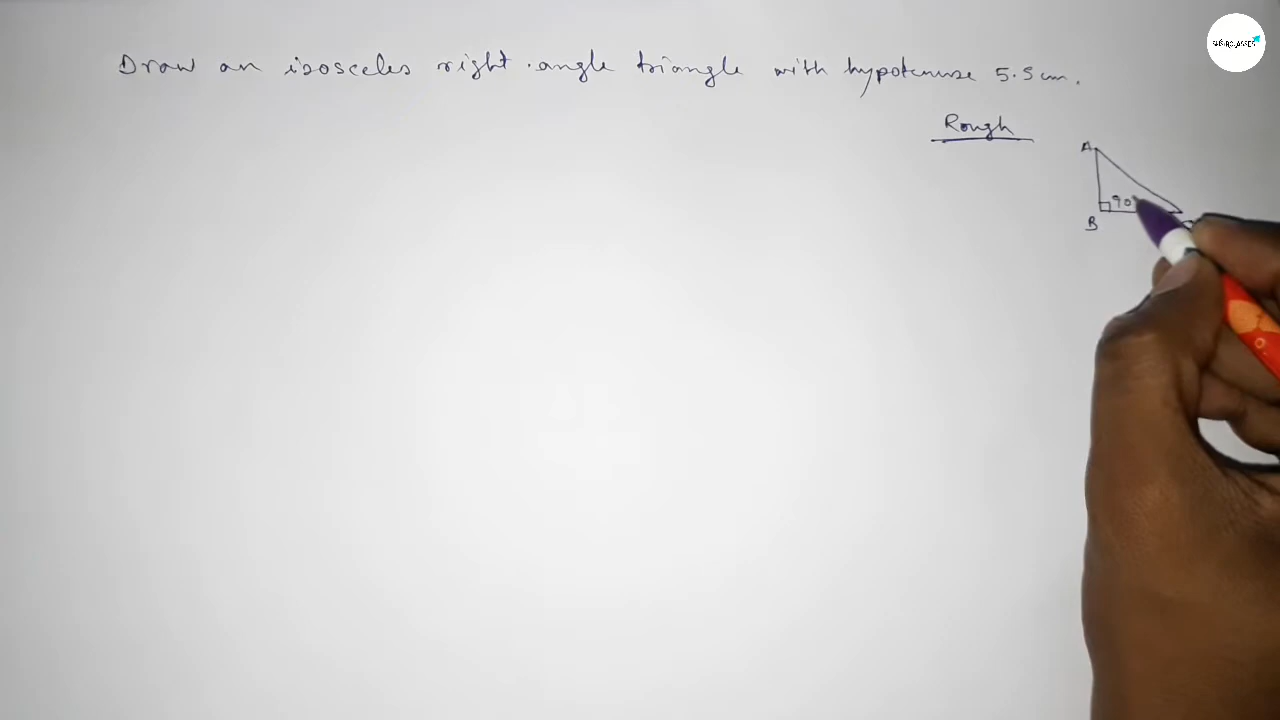 Draw an isosceles right angle triangle with hypotenuse 5.5 cm.
Rough
A
90°
B